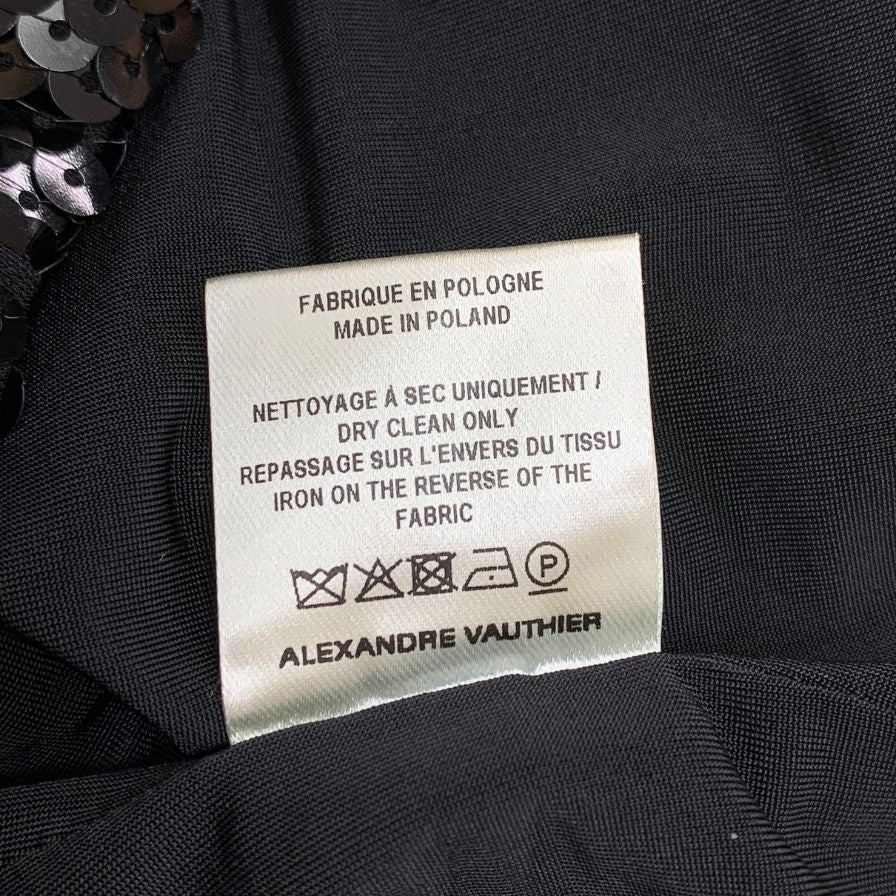 FABRIQUE EN POLOGNE
MADE IN POLAND
NETTOYAGE À SEC UNIQUEMENT /
DRY CLEAN ONLY
REPASSAGE SUR L'ENVERS DU TISSU
IRON ON THE REVERSE OF THE
FABRIC
P
ALEXANDRE VAUTHIER